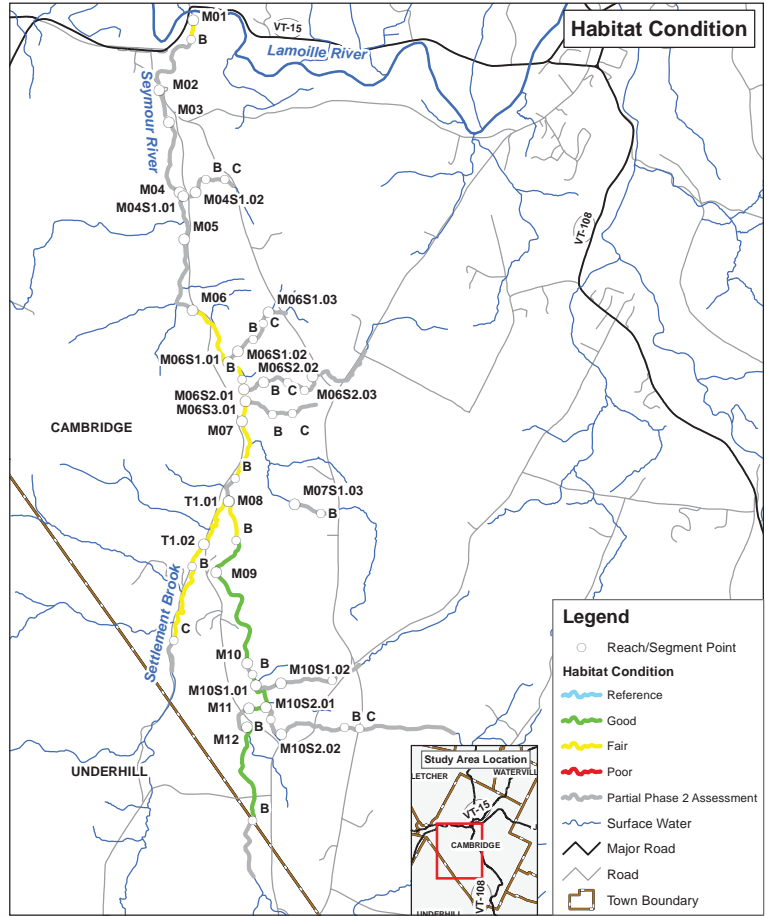 Habitat Condition
M01
VT-15
B
Lamoille River
M02
Seymour River
M03
B
C
M04
M04S1.02
M04S1.01
M05
VT-108
M06
M06S1.03
B
C
M06S1.01
M06S1.02
B
M06S2.02
B
C
M06S2.01
M06S2.03
M06S3.01
CAMBRIDGE
M07
B
C
B
M07S1.03
T1.01
M08
B
B
T1.02
B
M09
Settlement Brook
C
M10
B
M10S1.02
M10S1.01
M10S2.01
M11
B
C
M12
B
M10S2.02
UNDERHILL
B
Legend
Reach/Segment Point
Habitat Condition
Reference
Good
Fair
Poor
Partial Phase 2 Assessment
Surface Water
Major Road
Road
Town Boundary
Study Area Location
LETCHER
WATERVILL
VT-15
J
CAMBRIDGE
VT-108
UNDERHILL